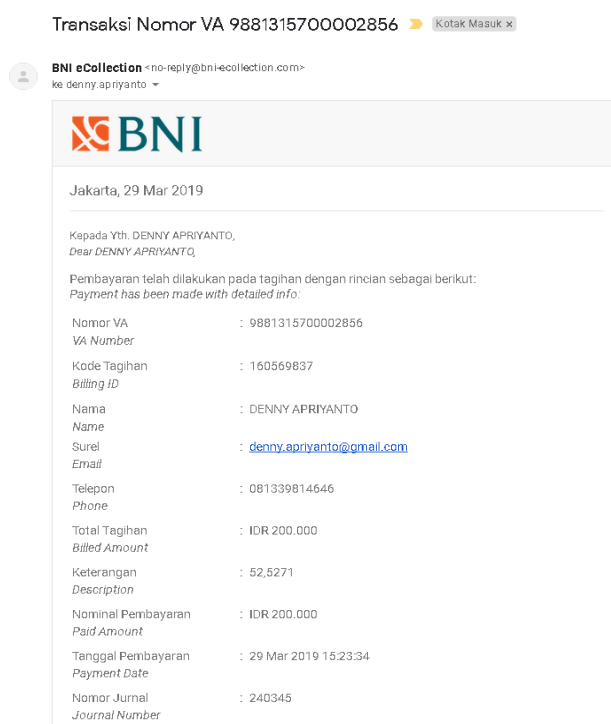 Transaksi Nomor VA 9881315700002856 Kotak Masuk ×
BNI eCollection <no-reply@bni-ecollection.com>
ke denny.apriyanto
BNI
Jakarta, 29 Mar 2019
Kepada Yth. DENNY APRIYANTO,
Dear DENNY APRIYANTO,
Pembayaran telah dilakukan pada tagihan dengan rincian sebagai berikut:
Payment has been made with detailed info:
Nomor VA : 9881315700002856
VA Number
Kode Tagihan : 160569837
Billing ID
Nama : DENNY APRIYANTO
Name
Surel : denny.apriyanto@gmail.com
Email
Telepon : 081339814646
Phone
Total Tagihan : IDR 200.000
Billed Amount
Keterangan : 52,5271
Description
Nominal Pembayaran : IDR 200.000
Paid Amount
Tanggal Pembayaran : 29 Mar 2019 15:23:34
Payment Date
Nomor Jurnal : 240345
Journal Number